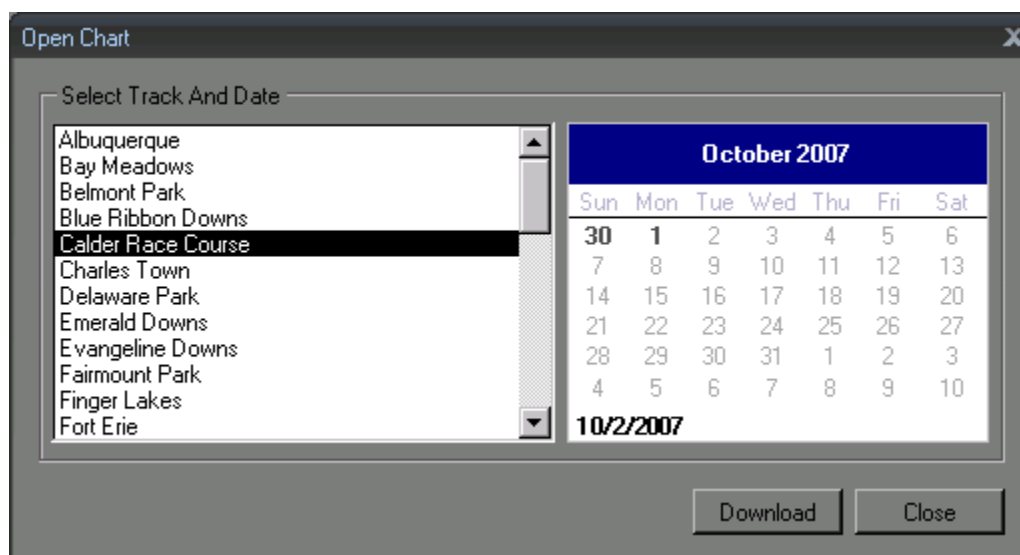 Open Chart
Select Track And Date
Albuquerque
Bay Meadows
Belmont Park
Blue Ribbon Downs
Calder Race Course
Charles Town
Delaware Park
Emerald Downs
Evangeline Downs
Fairmount Park
Finger Lakes
Fort Erie
October 2007
Sun Mon Tue Wed Thu Fri Sat
30 1 2 3 4 5 6
7 8 9 10 11 12 13
14 15 16 17 18 19 20
21 22 23 24 25 26 27
28 29 30 31 1 2 3
4 5 6 7 8 9 10
10/2/2007
Download Close